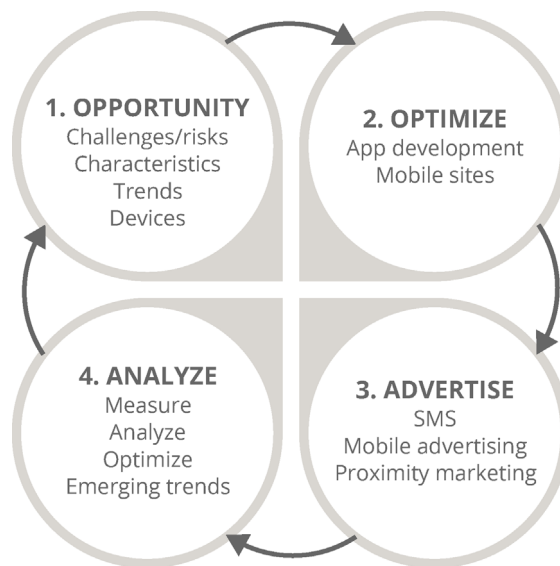 1. OPPORTUNITY
Challenges/risks
Characteristics
Trends
Devices
2. OPTIMIZE
App development
Mobile sites
3. ADVERTISE
SMS
Mobile advertising
Proximity marketing
4. ANALYZE
Measure
Analyze
Optimize
Emerging trends